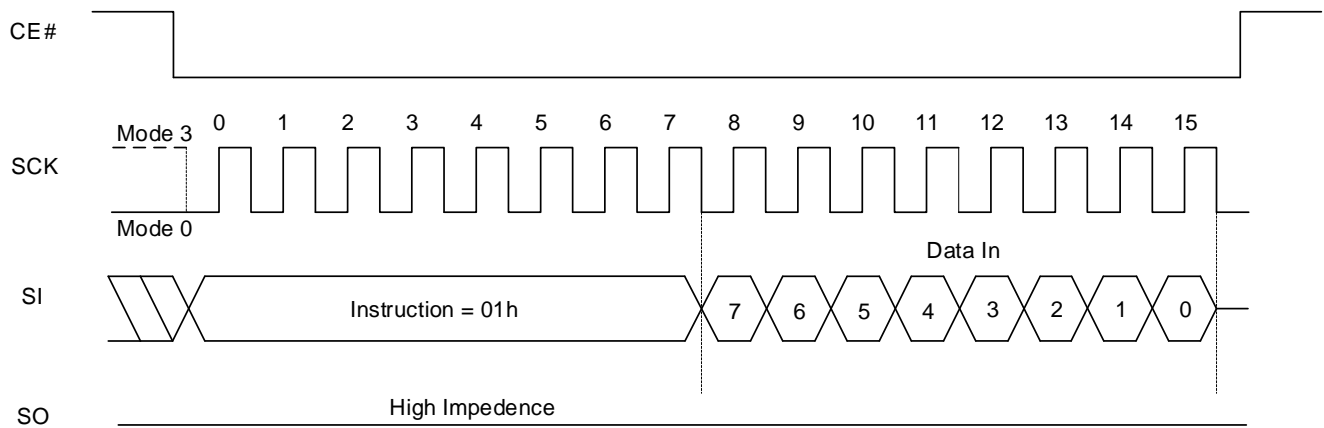 CE#
Mode 3
0 1 2 3 4 5 6 7 8 9 10 11 12 13 14 15
SCK
Mode 0
Data In
SI
Instruction = 01h
7 6 5 4 3 2 1 0
High Impedence
SO